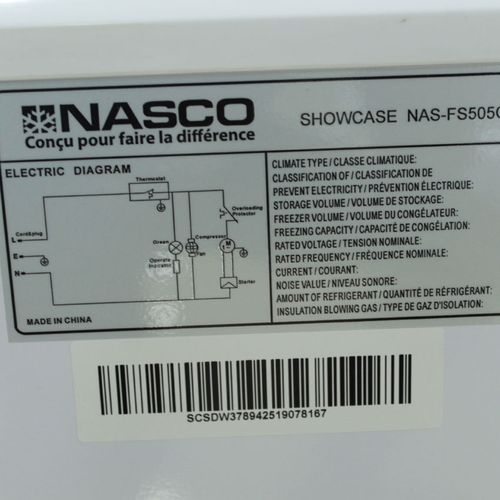 NASCO
Conçu pour faire la différence
SHOWCASE NAS-FS505
ELECTRIC DIAGRAM
Thermostat
Overloading
Protector
Cord&plug
L
E
N
Green
Operate
Indicator
Compressor
Fan
M
Starter
MADE IN CHINA
CLIMATE TYPE / CLASSE CLIMATIQUE:
CLASSIFICATION OF / CLASSIFICATION DE
PREVENT ELECTRICITY / PRÉVENTION ÉLECTRIQUE:
STORAGE VOLUME / VOLUME DE STOCKAGE:
FREEZER VOLUME / VOLUME DU CONGÉLATEUR:
FREEZING CAPACITY / CAPACITÉ DE CONGÉLATION:
RATED VOLTAGE / TENSION NOMINALE:
RATED FREQUENCY / FRÉQUENCE NOMINALE:
CURRENT / COURANT:
NOISE VALUE / NIVEAU SONORE:
AMOUNT OF REFRIGERANT / QUANTITÉ DE RÉFRIGÉRANT:
INSULATION BLOWING GAS / TYPE DE GAZ D'ISOLATION:
SCSDW378942519078167